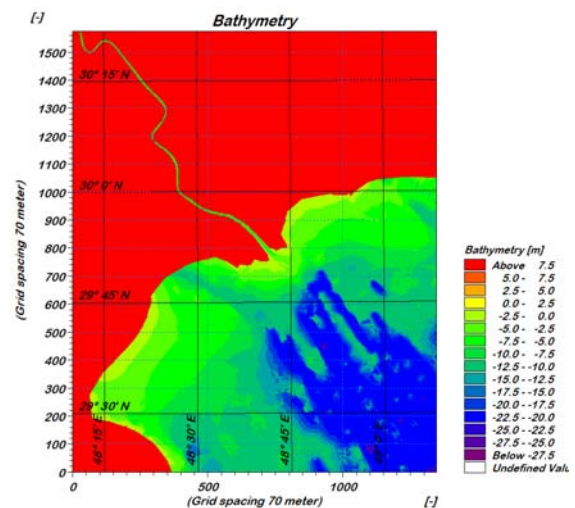 [-]
Bathymetry
1500
1400
30° 15' N
1300
1200
1100
30° 0' N
1000
900
800
700
29° 45' N
600
500
400
300
29° 30' N
200
100
0
(Grid spacing 70 meter)
48° 15' E
48° 30' E
48° 45' E
0
500
1000
(Grid spacing 70 meter)
[-]
Bathymetry [m]
Above 7.5
5.0 - 7.5
2.5 - 5.0
0.0 - 2.5
-2.5 - 0.0
-5.0 - -2.5
-7.5 - -5.0
-10.0 - -7.5
-12.5 - -10.0
-15.0 - -12.5
-17.5 - -15.0
-20.0 - -17.5
-22.5 - -20.0
-25.0 - -22.5
-27.5 - -25.0
Below -27.5
Undefined Valu